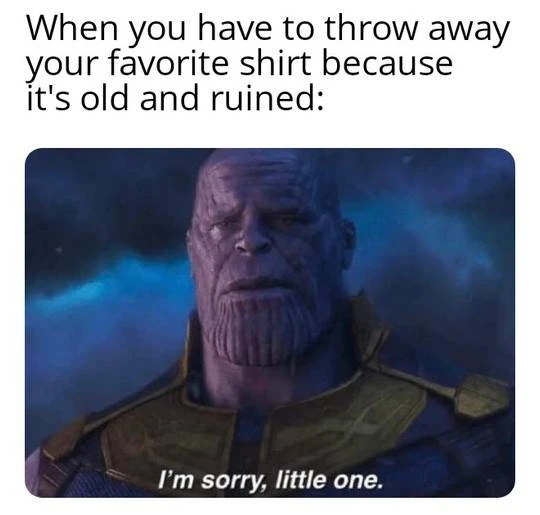 When you have to throw away
your favorite shirt because
it's old and ruined:
I'm sorry, little one.